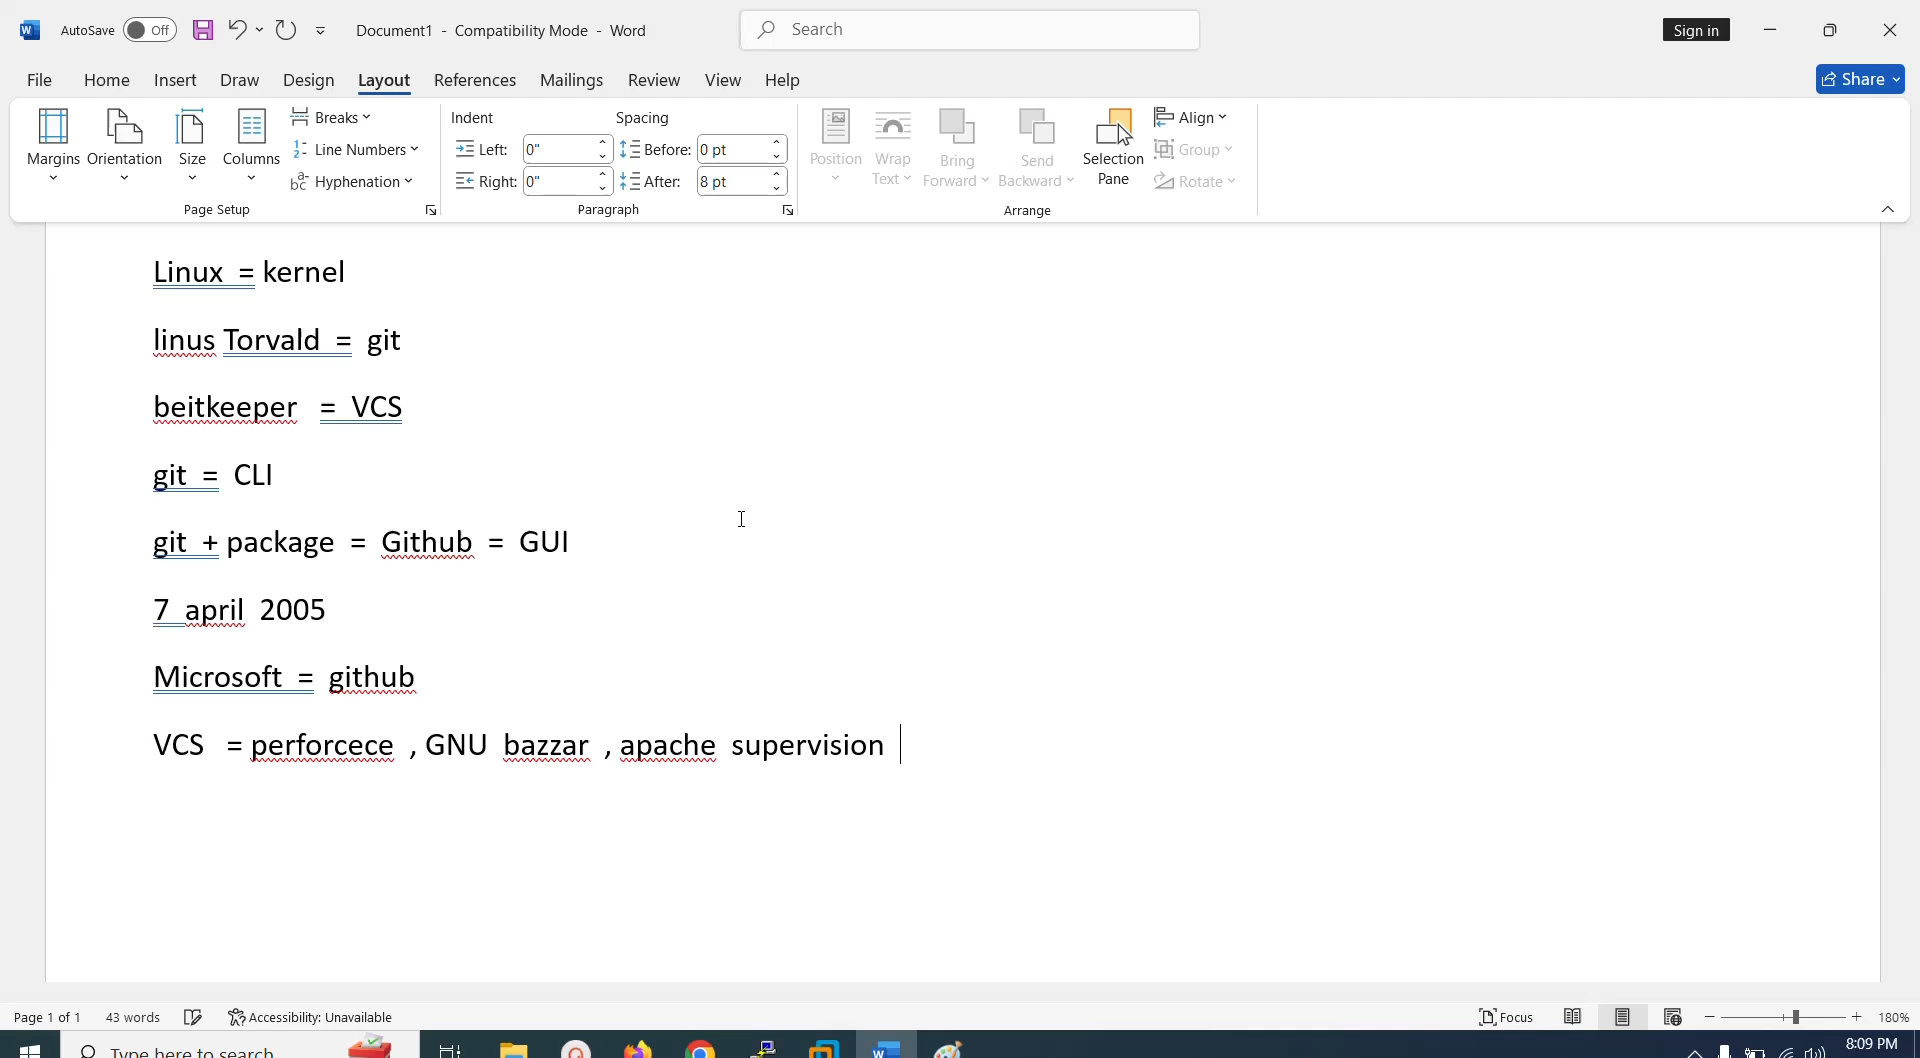 AutoSave Off Document1 - Compatibility Mode - Word Search Sign in
File Home Insert Draw Design Layout References Mailings Review View Help Share
Margins Orientation Size Columns Breaks Line Numbers Hyphenation
Page Setup
Indent Spacing
Left: 0" Before: 0 pt
Right: 0" After: 8 pt
Paragraph
Position Wrap Text Bring Forward Send Backward Selection Pane Align Group Rotate
Arrange
Linux = kernel
linus Torvald = git
beitkeeper = VCS
git = CLI
git + package = Github = GUI
7 april 2005
Microsoft = github
VCS = perforcece , GNU bazzar , apache supervision
Page 1 of 1 43 words Accessibility: Unavailable Focus 180%
Type here to search 8:09 PM